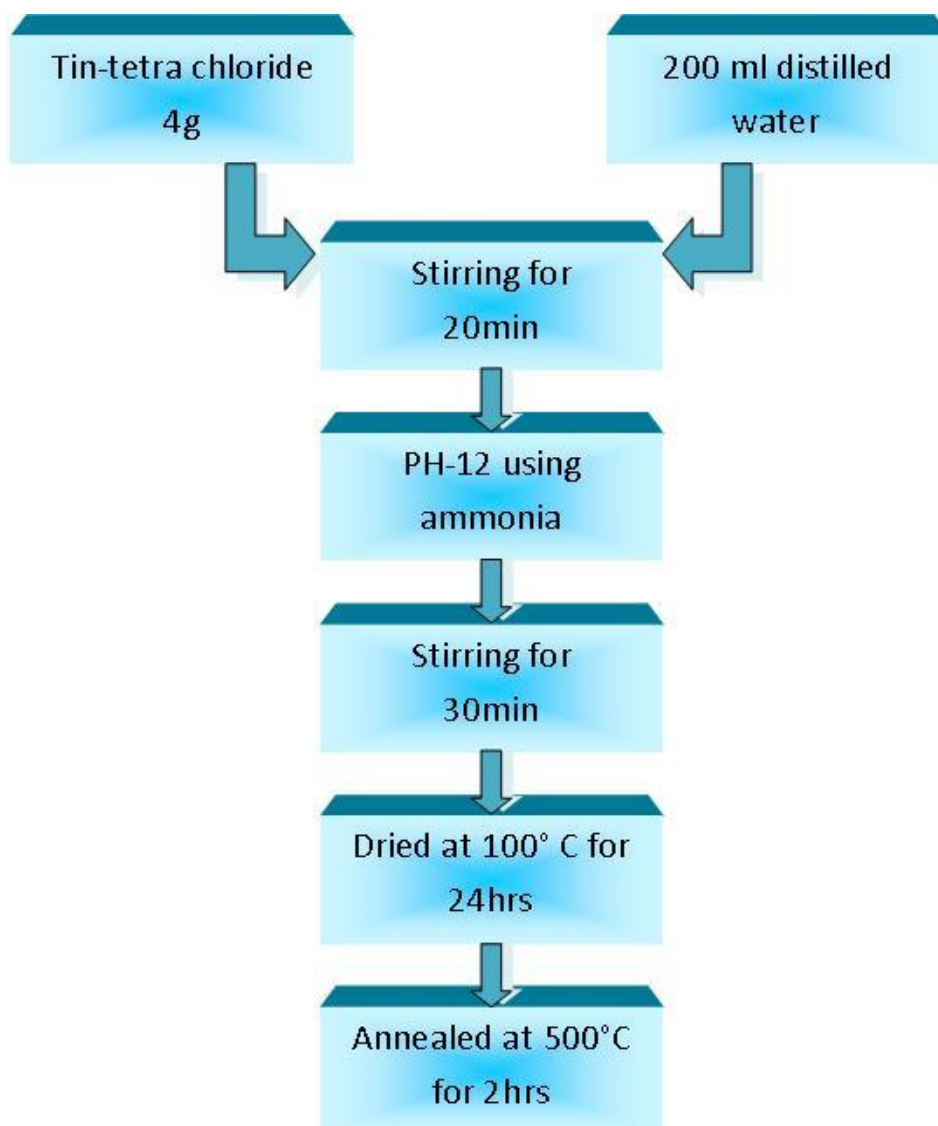 Tin-tetra chloride
4g
200 ml distilled
water
Stirring for
20min
PH-12 using
ammonia
Stirring for
30min
Dried at 100° C for
24hrs
Annealed at 500°C
for 2hrs